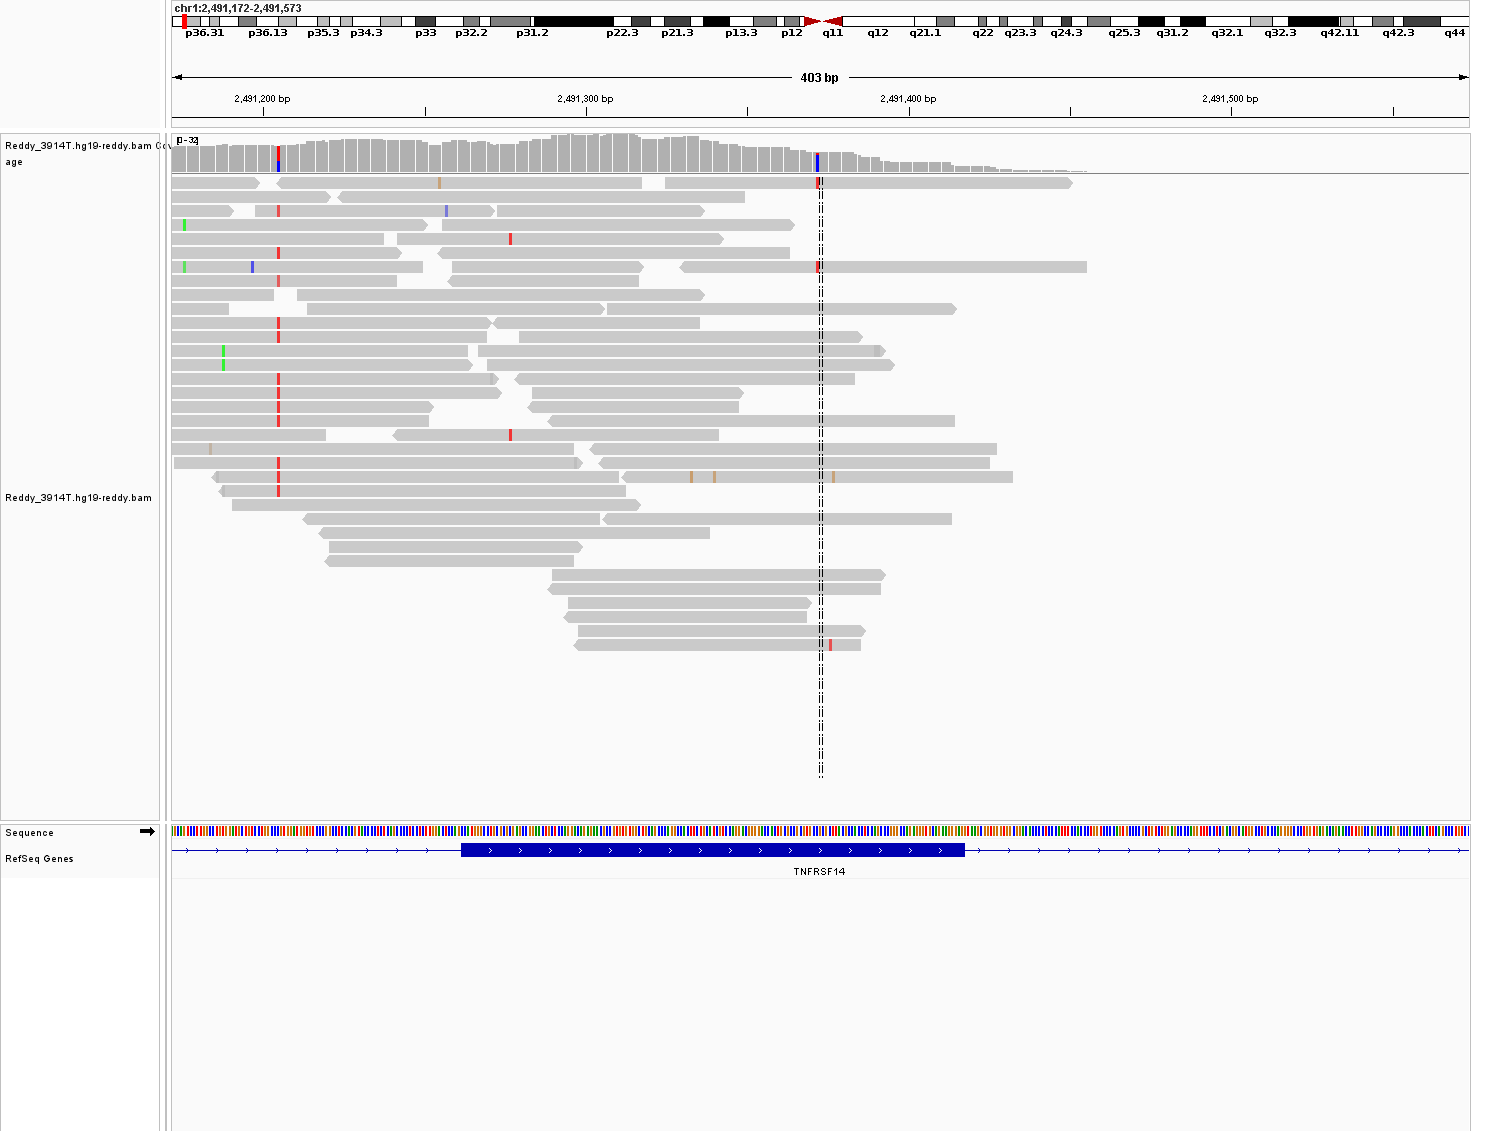 chr1:2,491,172-2,491,573
p36.31 p36.13 p35.3 p34.3 p33 p32.2 p31.2 p22.3 p21.3 p13.3 p12 q11 q12 q21.1 q22 q23.3 q24.3 q25.3 q31.2 q32.1 q32.3 q42.11 q42.3 q44
403 bp
2,491,200 bp 2,491,300 bp 2,491,400 bp 2,491,500 bp
[0-32]
Reddy_3914T.hg19-reddy.bam Cov
age
Reddy_3914T.hg19-reddy.bam
Sequence
RefSeq Genes
TNFRSF14